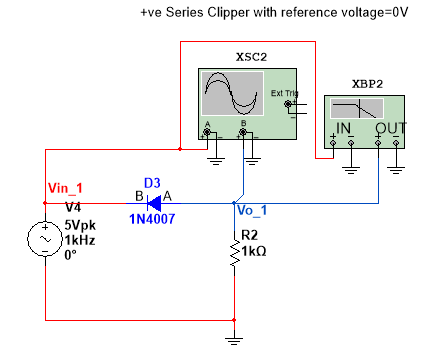 +ve Series Clipper with reference voltage=0V
XSC2
Ext Trig
A
B
XBP2
IN
OUT
Vin_1
V4
5Vpk
1kHz
0°
D3
B
A
1N4007
Vo_1
R2
1kΩ